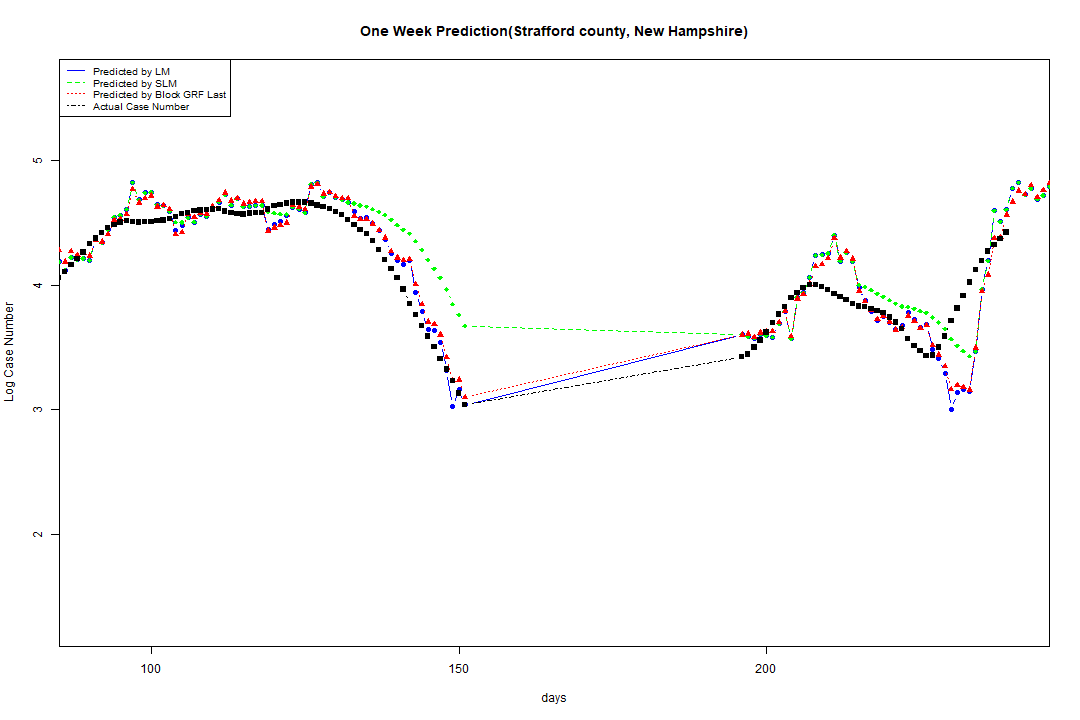 One Week Prediction(Strafford county, New Hampshire)
Predicted by LM
Predicted by SLM
Predicted by Block GRF Last
Actual Case Number
5
4
3
2
Log Case Number
100
150
200
days